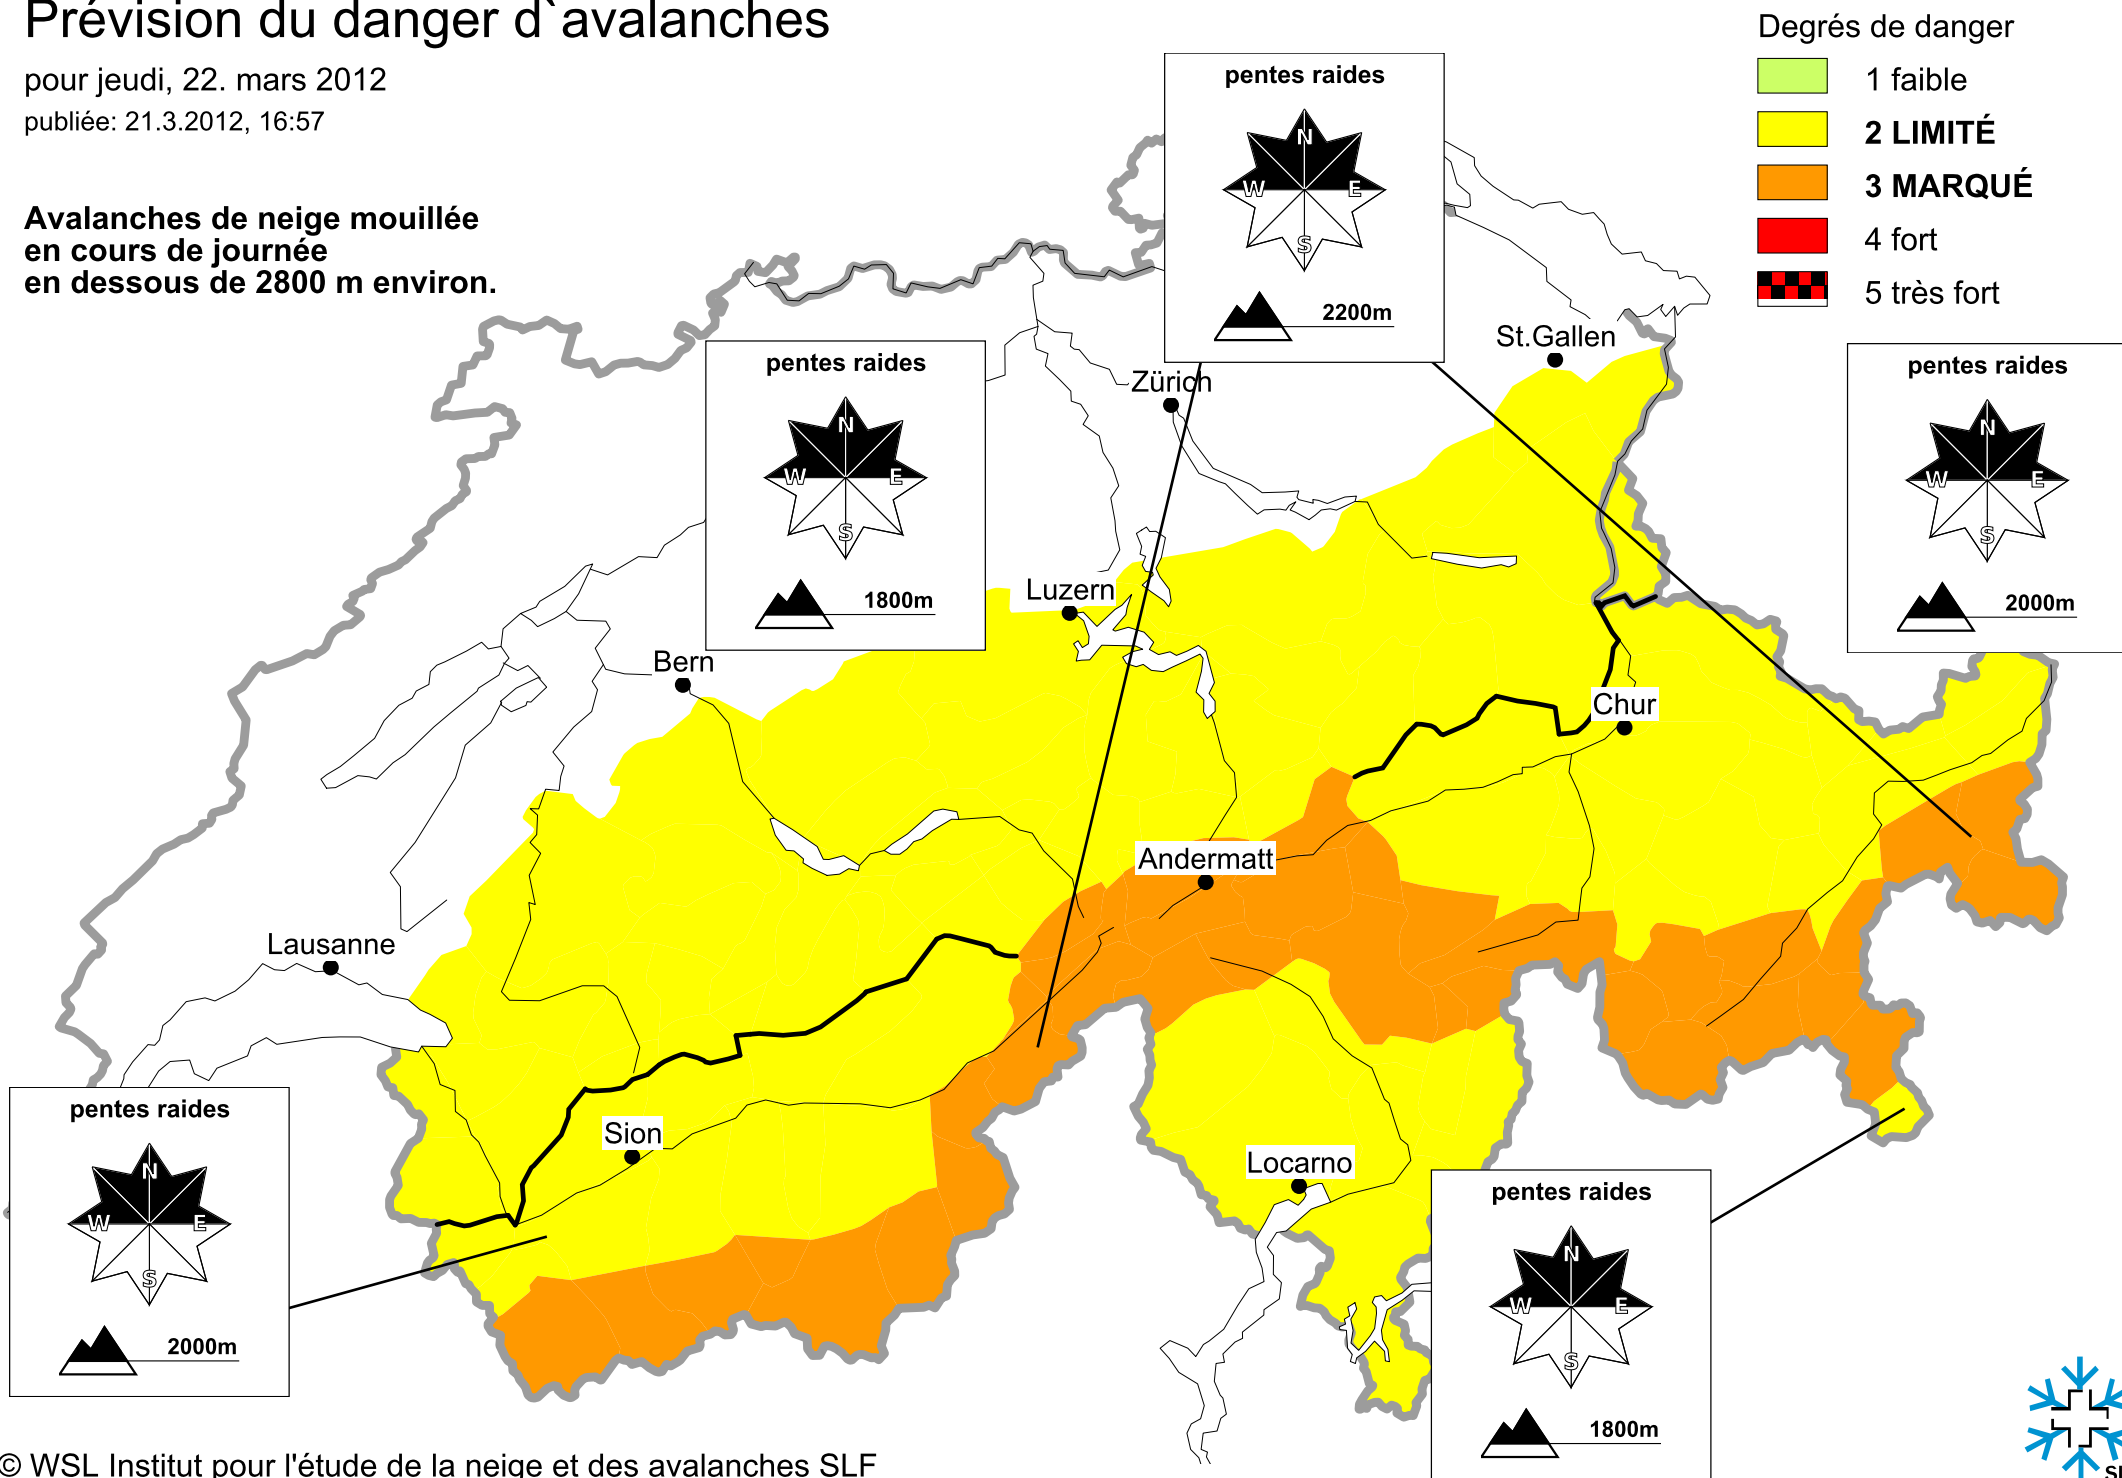 Prévision du danger d`avalanches
pour jeudi, 22. mars 2012
publiée: 21.3.2012, 16:57
Avalanches de neige mouillée
en cours de journée
en dessous de 2800 m environ.
Degrés de danger
1 faible
2 LIMITÉ
3 MARQUÉ
4 fort
5 très fort
pentes raides
N
W E
S
2200m
pentes raides
N
W E
S
1800m
pentes raides
N
W E
S
2000m
St.Gallen
Zürich
Luzern
Bern
Chur
Andermatt
Lausanne
Sion
Locarno
pentes raides
N
W E
S
2000m
pentes raides
N
W E
S
1800m
© WSL Institut pour l'étude de la neige et des avalanches SLF